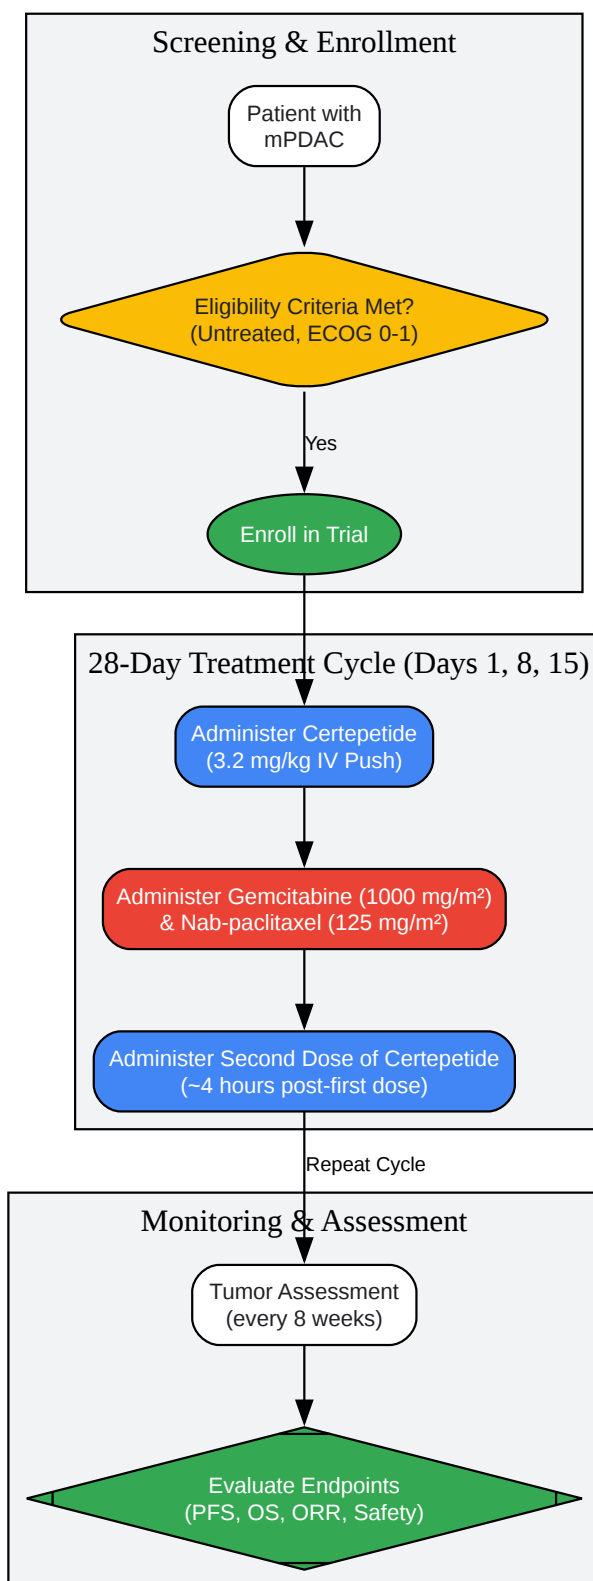 Screening & Enrollment
Patient with
mPDAC
Eligibility Criteria Met?
(Untreated, ECOG 0-1)
Yes
Enroll in Trial
28-Day Treatment Cycle (Days 1, 8, 15)
Administer Certepetide
(3.2 mg/kg IV Push)
Administer Gemcitabine (1000 mg/m²)
& Nab-paclitaxel (125 mg/m²)
Administer Second Dose of Certepetide
(~4 hours post-first dose)
Repeat Cycle
Monitoring & Assessment
Tumor Assessment
(every 8 weeks)
Evaluate Endpoints
(PFS, OS, ORR, Safety)